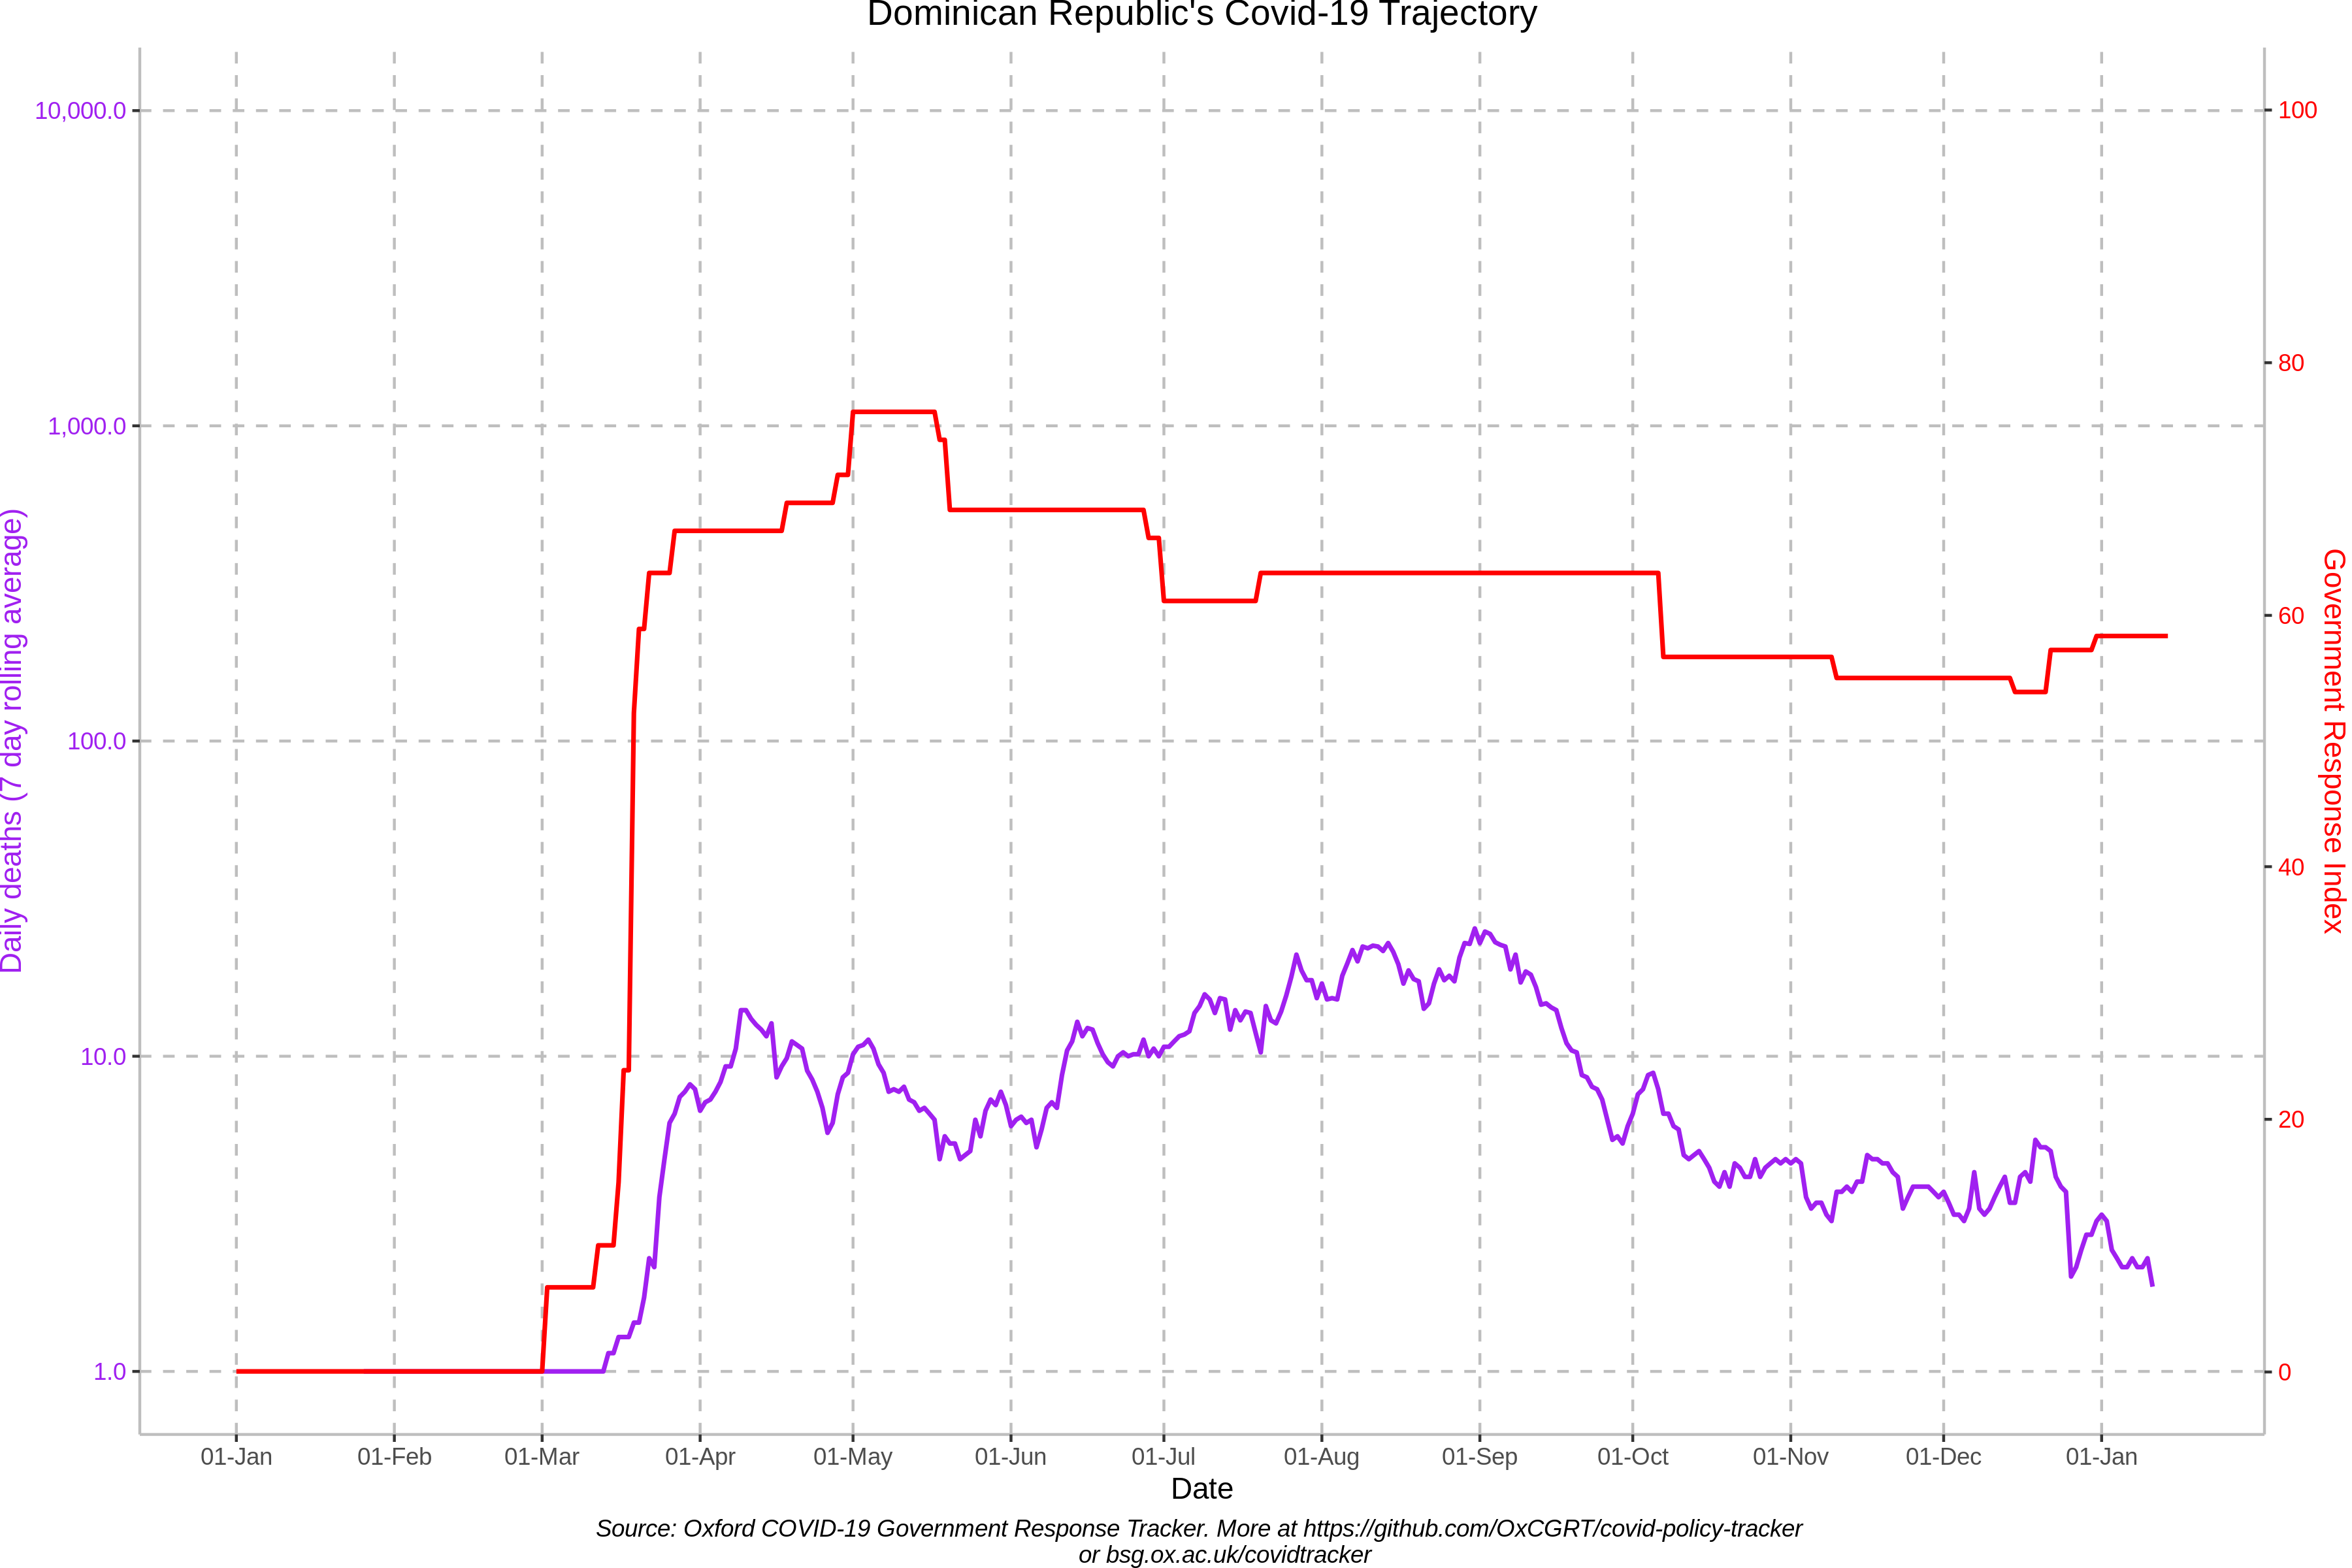 Dominican Republic's Covid-19 Trajectory
10,000.0
1,000.0
100.0
10.0
1.0
Daily deaths (7 day rolling average)
100
80
60
40
20
0
Government Response Index
01-Jan 01-Feb 01-Mar 01-Apr 01-May 01-Jun 01-Jul 01-Aug 01-Sep 01-Oct 01-Nov 01-Dec 01-Jan
Date
Source: Oxford COVID-19 Government Response Tracker. More at https://github.com/OxCGRT/covid-policy-tracker
or bsg.ox.ac.uk/covidtracker